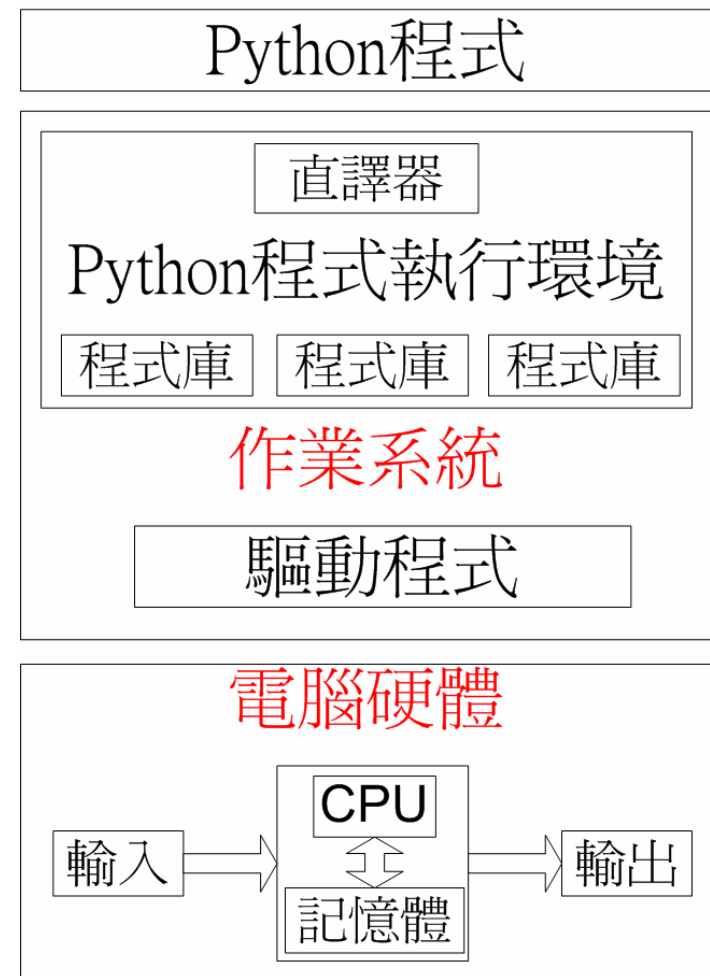 Python程式
直譯器
Python程式執行環境
程式庫 程式庫 程式庫
作業系統
驅動程式
電腦硬體
CPU
輸入 輸出
記憶體